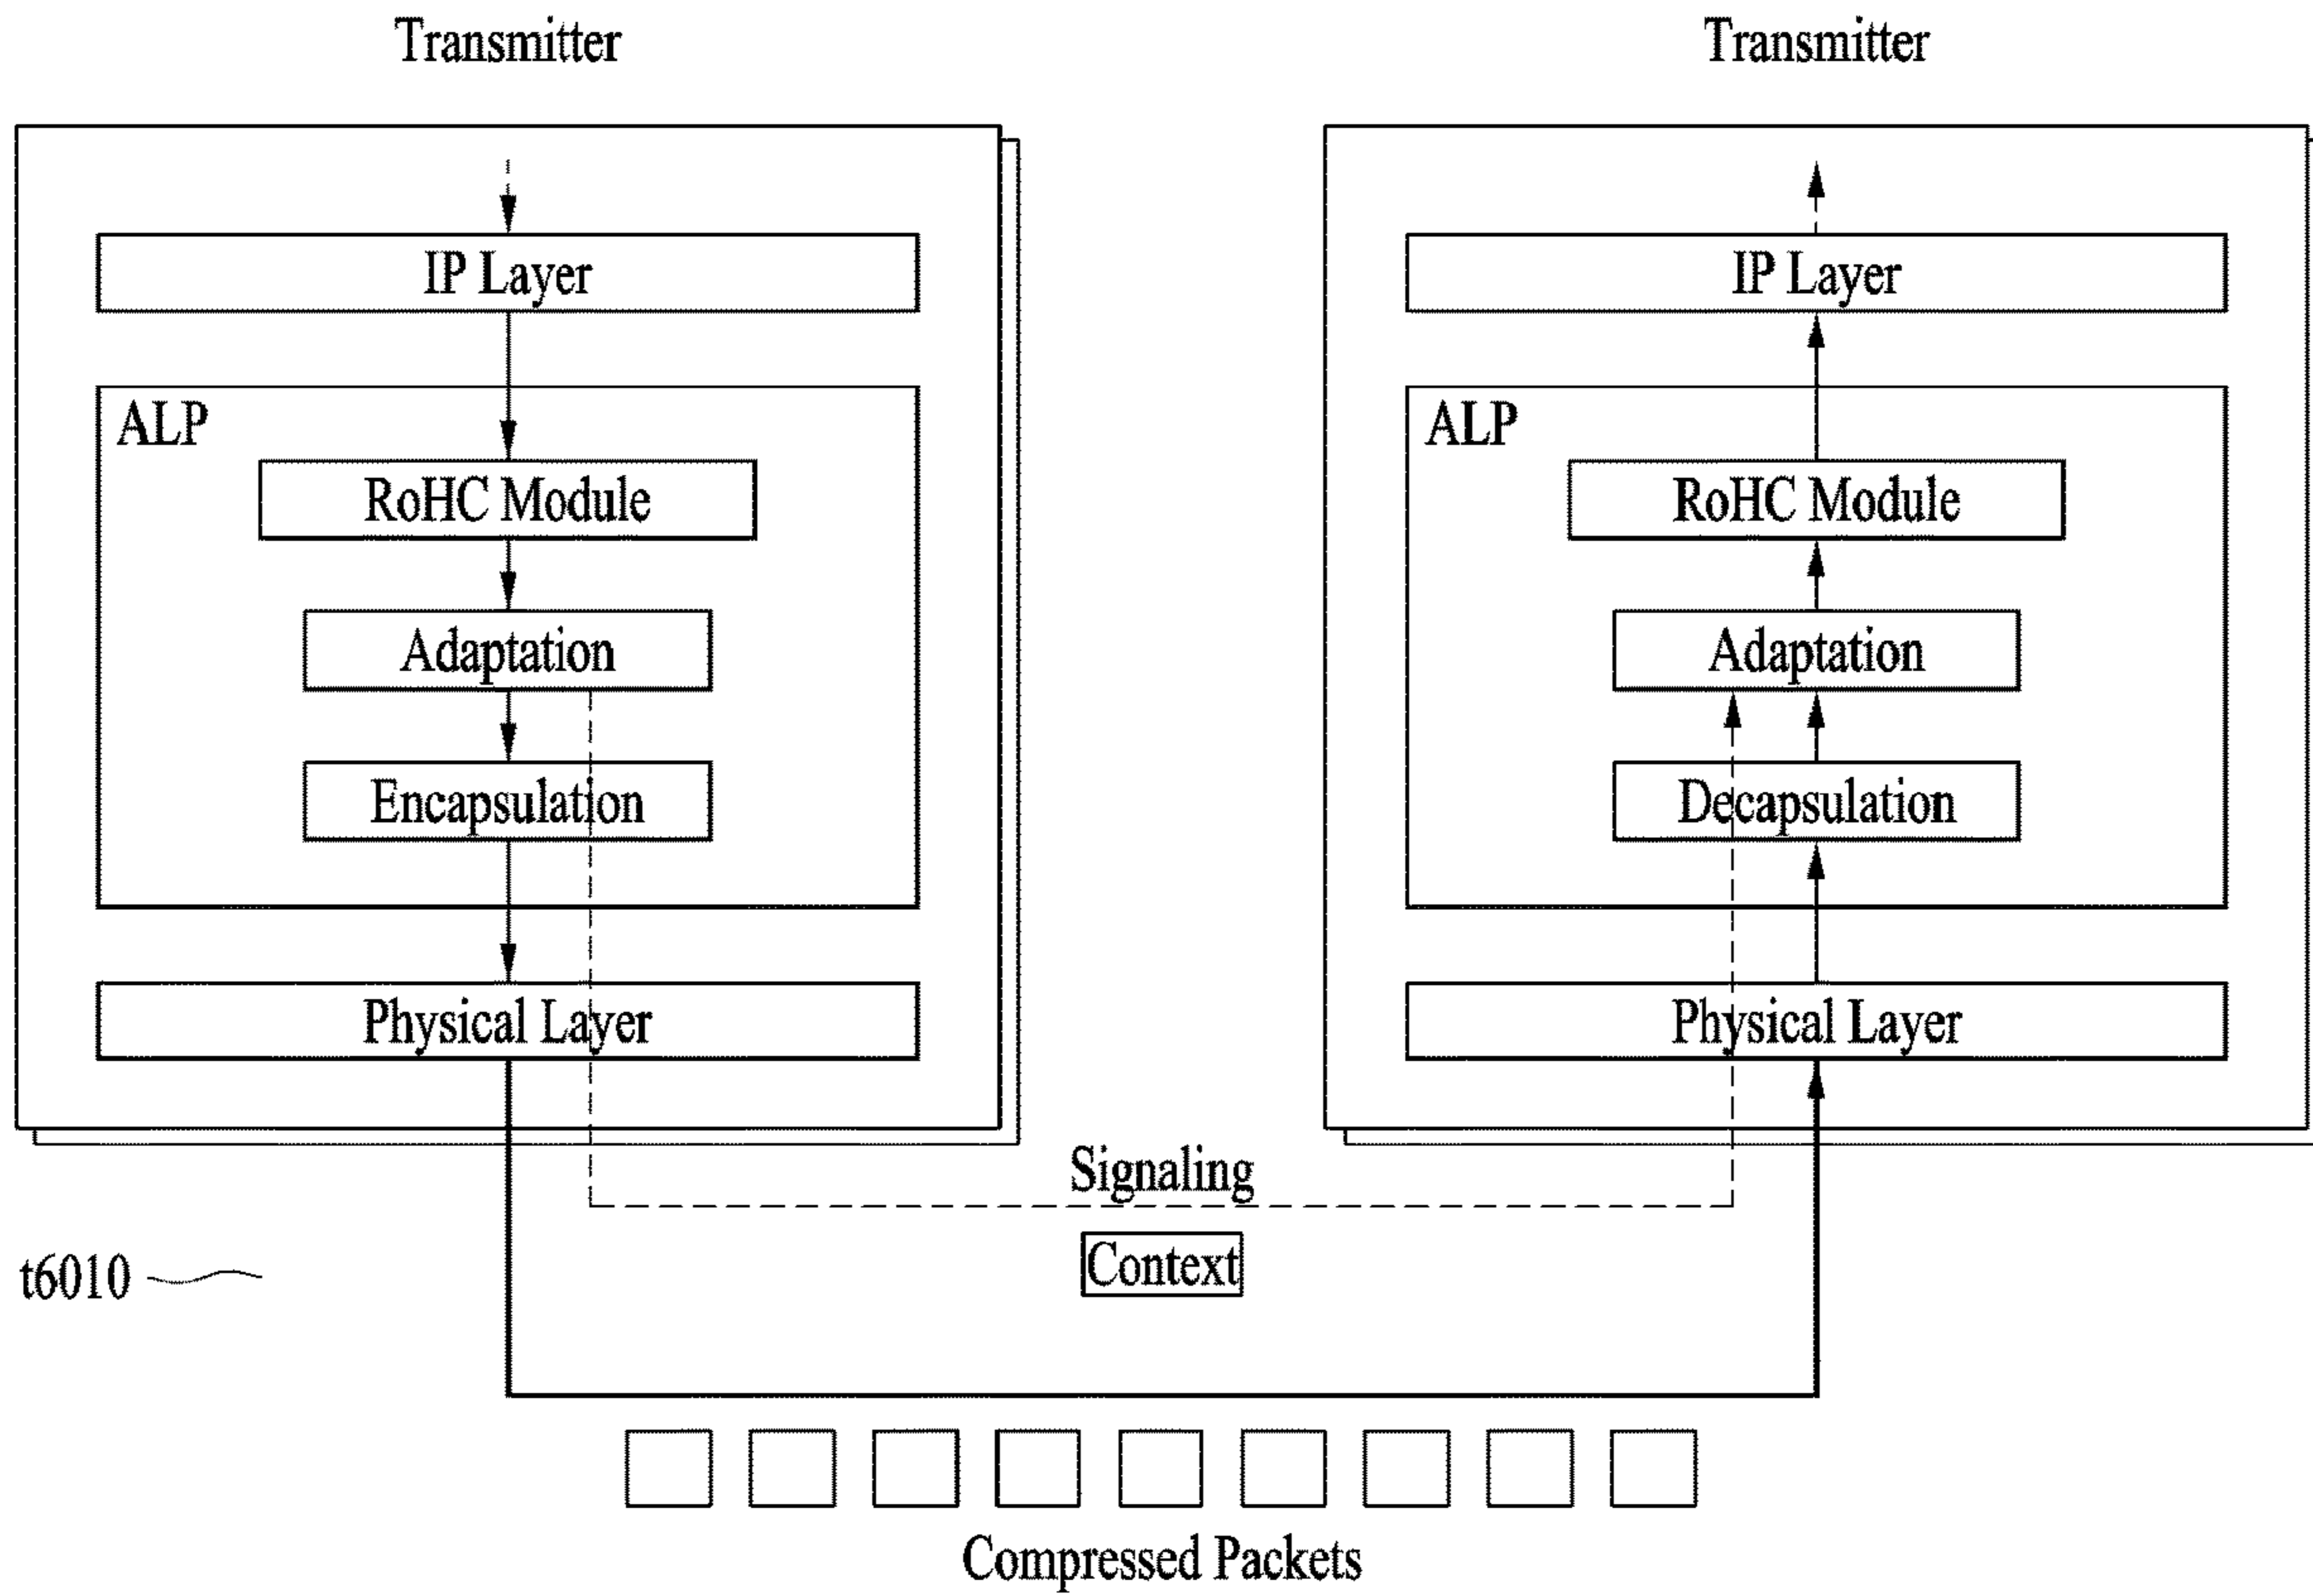 Transmitter
Transmitter
IP Layer
IP Layer
ALP
ALP
RoHC Module
RoHC Module
Adaptation
Adaptation
Encapsulation
Decapsulation
Physical Layer
Physical Layer
Signaling
Context
t6010
Compressed Packets